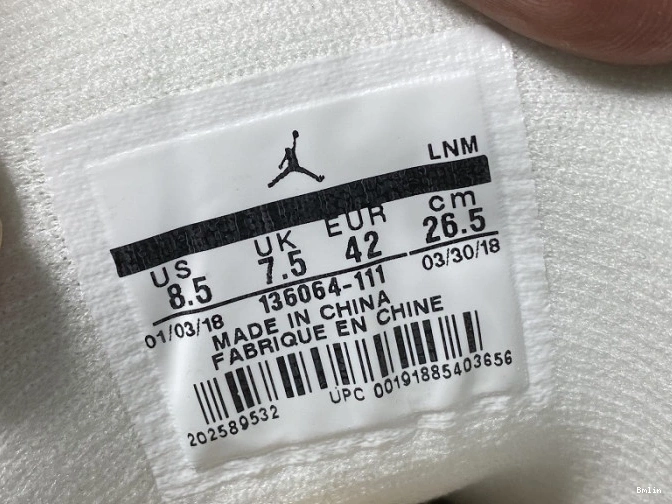 LNM
US UK EUR cm
8.5 7.5 42 26.5
01/03/18 136064-111 03/30/18
MADE IN CHINA
FABRIQUE EN CHINE
202589532 UPC 00191885403656
Bmlin